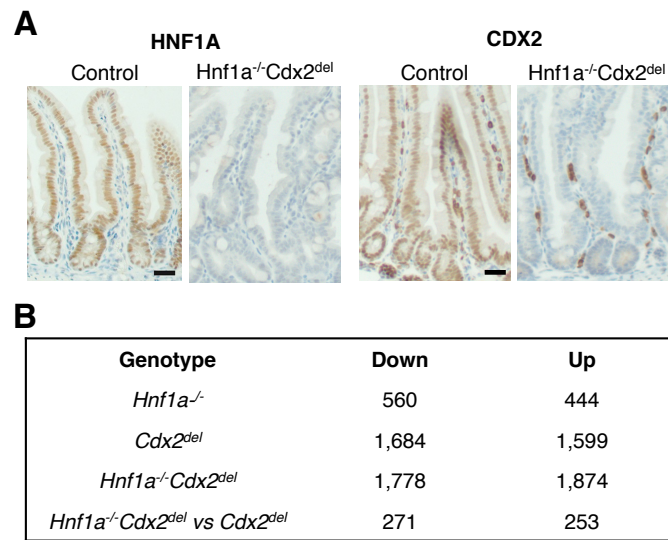 A
HNF1A CDX2
Control Hnf1a-/-Cdx2del Control Hnf1a-/-Cdx2del
B
Genotype Down Up
Hnf1a-/- 560 444
Cdx2del 1,684 1,599
Hnf1a-/-Cdx2del 1,778 1,874
Hnf1a-/-Cdx2del vs Cdx2del 271 253